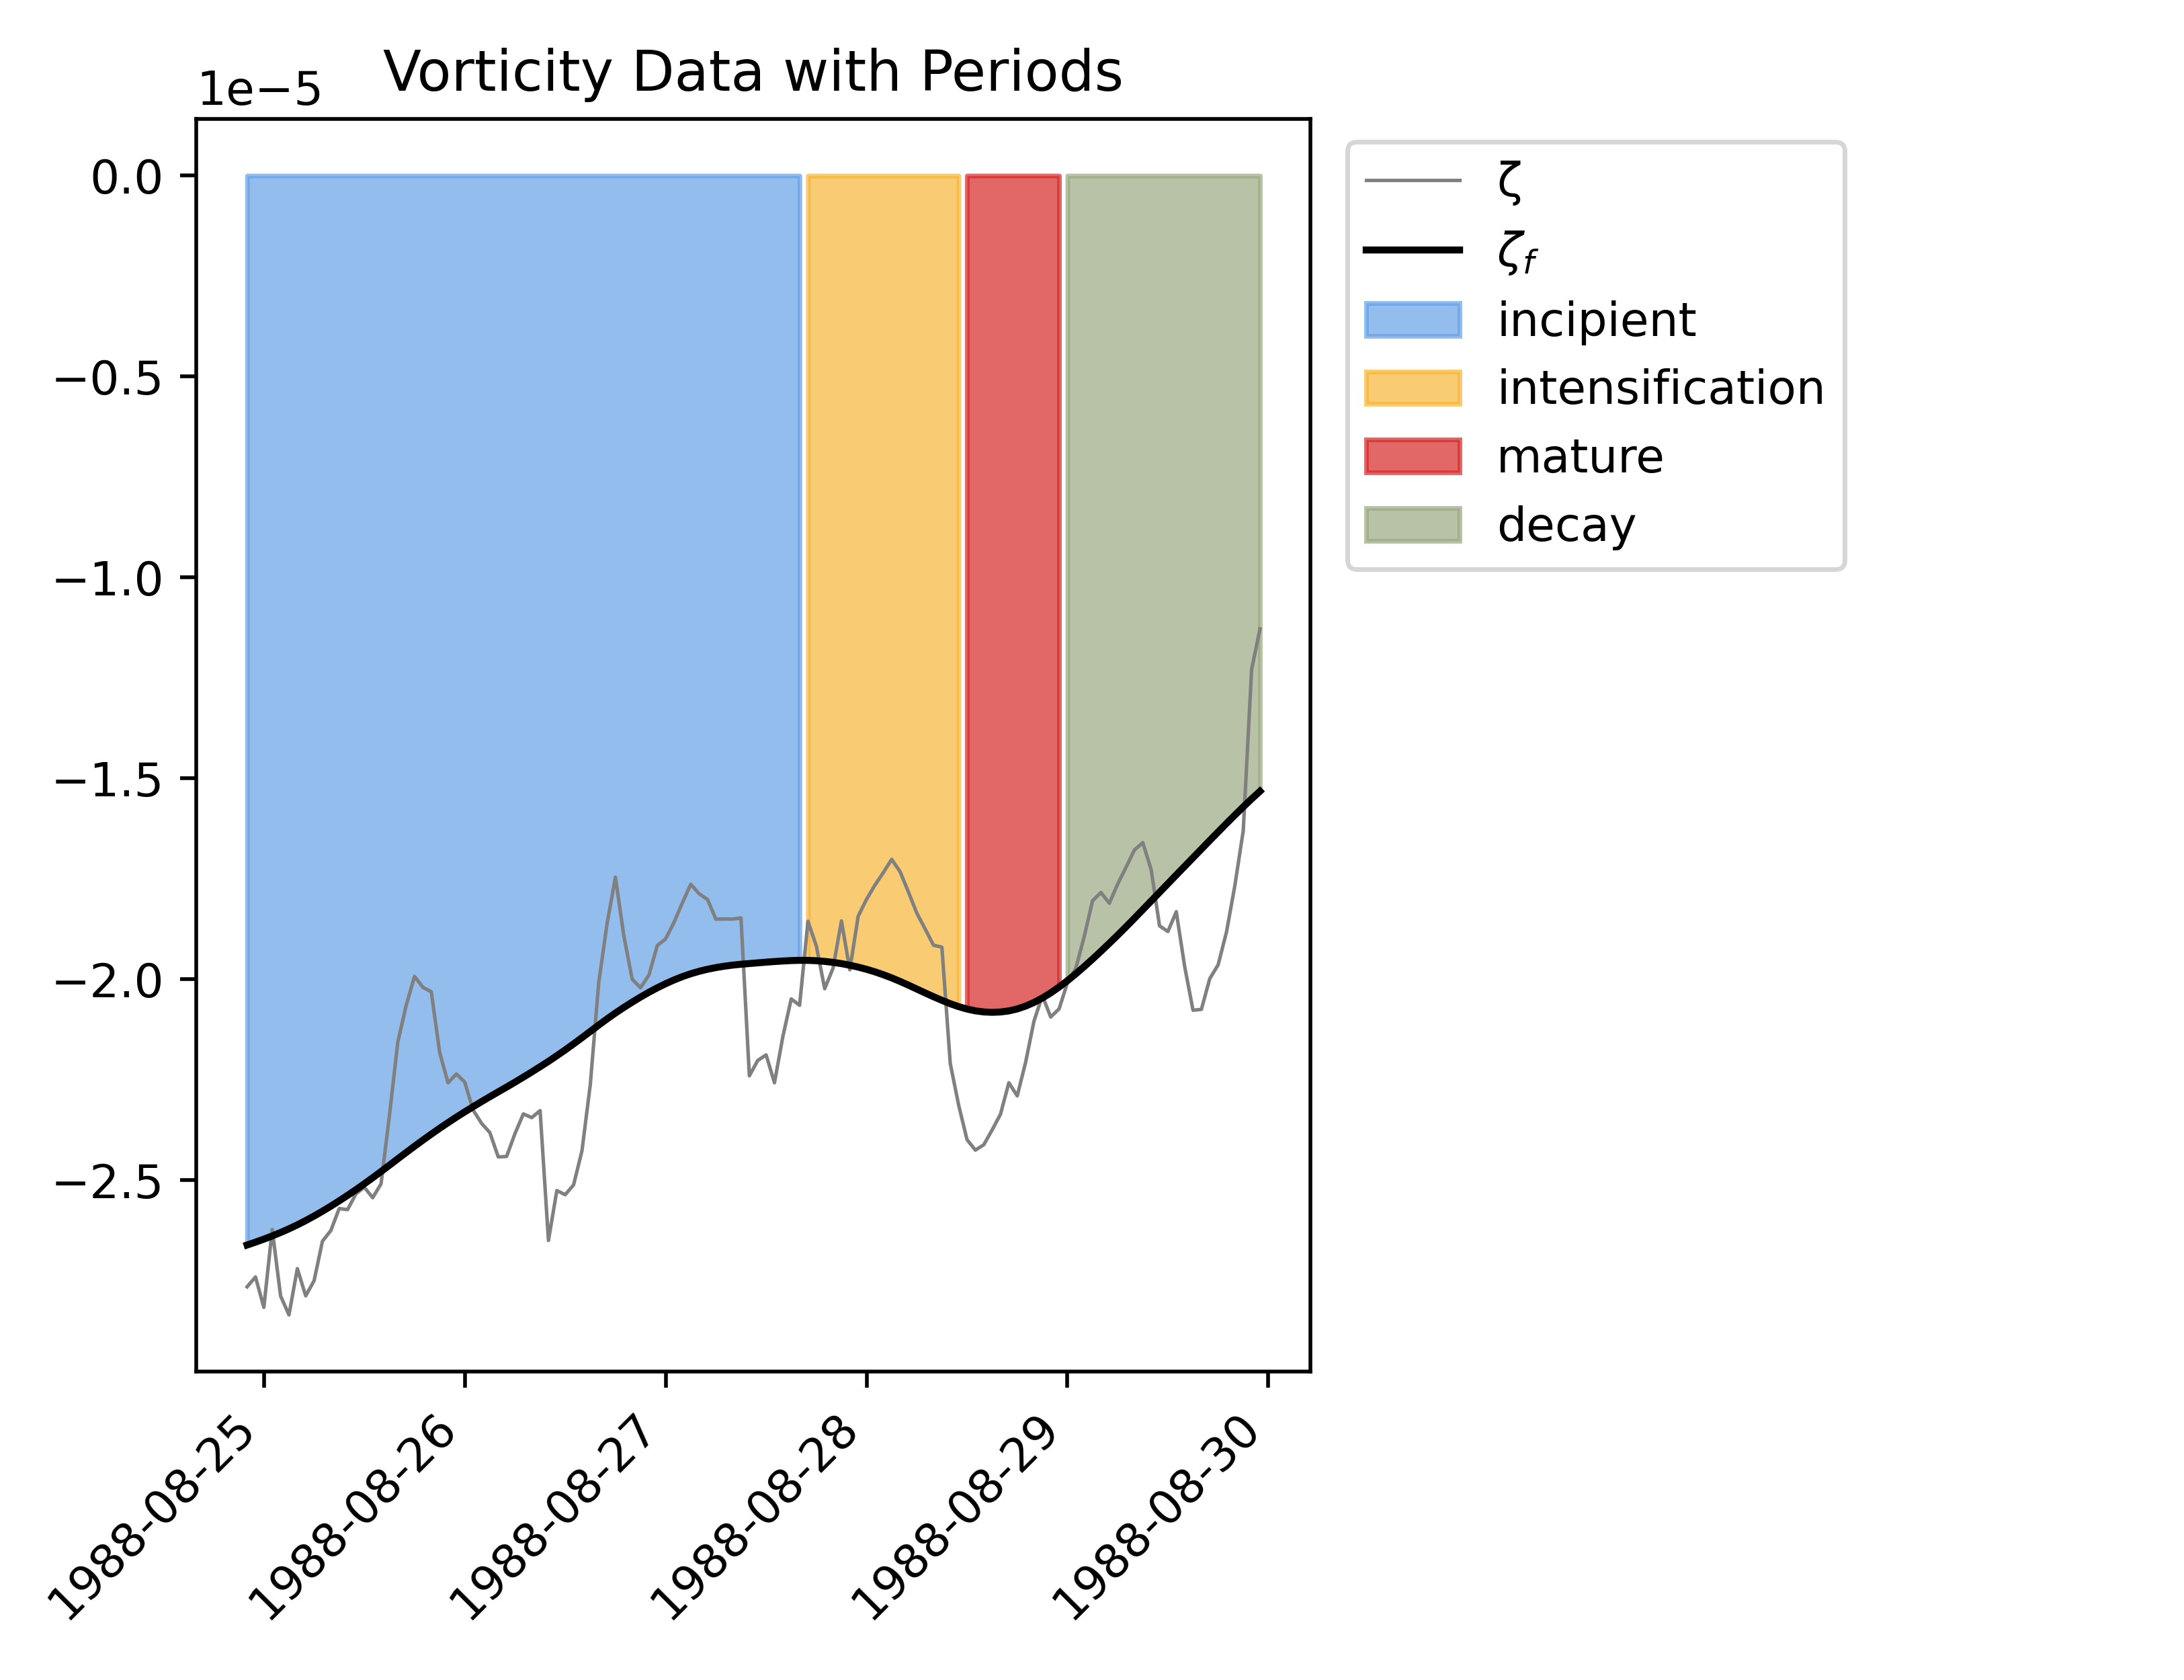 Vorticity Data with Periods
1e−5
0.0
−0.5
−1.0
−1.5
−2.0
−2.5
1988-08-25
1988-08-26
1988-08-27
1988-08-28
1988-08-29
1988-08-30
ζ
ζf
incipient
intensification
mature
decay